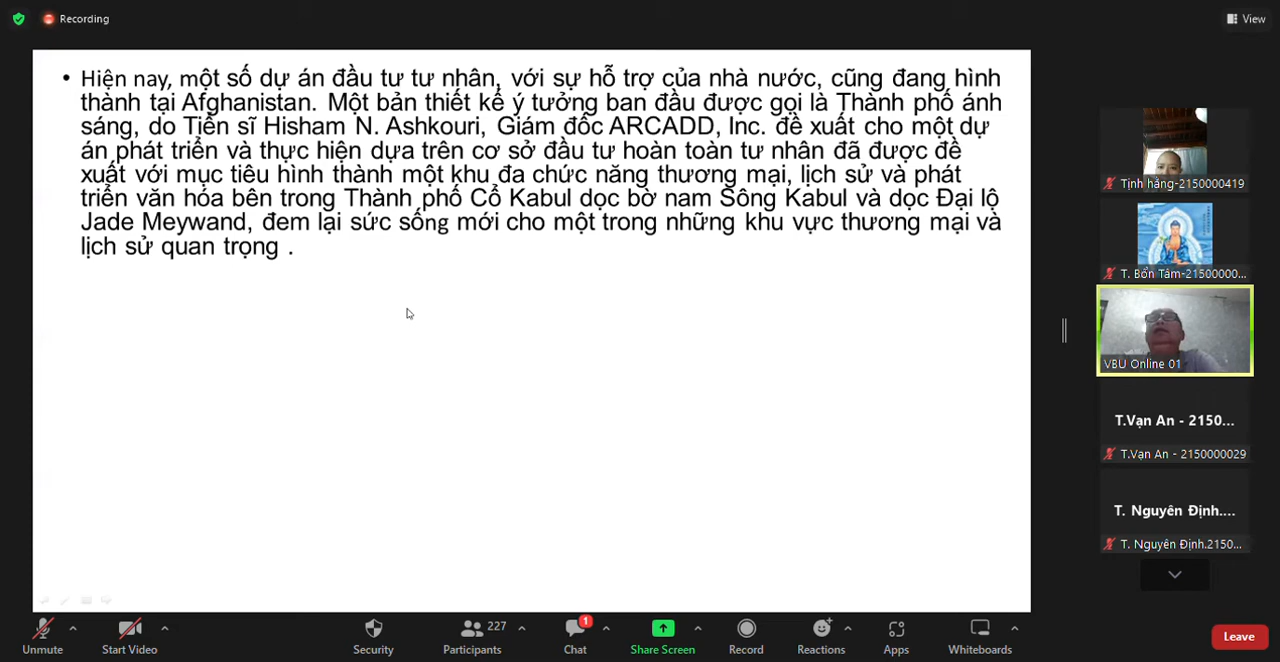 Recording
View
• Hiện nay, một số dự án đầu tư tư nhân, với sự hỗ trợ của nhà nước, cũng đang hình
thành tại Afghanistan. Một bản thiết kế ý tưởng ban đầu được gọi là Thành phố ánh
sáng, do Tiến sĩ Hisham N. Ashkouri, Giám đốc ARCADD, Inc. đề xuất cho một dự
án phát triển và thực hiện dựa trên cơ sở đầu tư hoàn toàn tư nhân đã được đề
xuất với mục tiêu hình thành một khu đa chức năng thương mại, lịch sử và phát
triển văn hóa bên trong Thành phố Cổ Kabul dọc bờ nam Sông Kabul và dọc Đại lộ
Jade Meywand, đem lại sức sống mới cho một trong những khu vực thương mại và
lịch sử quan trọng .
Tịnh hằng-2150000419
T. Bổn Tâm-21500000...
VBU Online 01
T.Vạn An - 2150...
T.Vạn An - 2150000029
T. Nguyên Định....
T. Nguyên Định.2150...
Unmute
Start Video
Security
227
Participants
1
Chat
Share Screen
Record
Reactions
Apps
Whiteboards
Leave